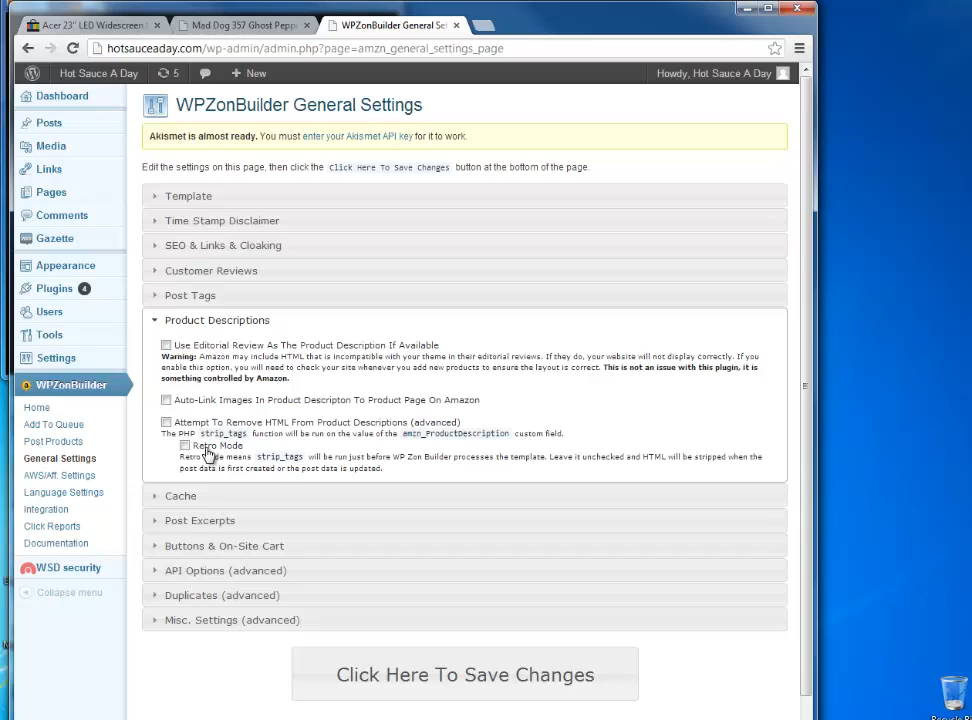 Acer 23" LED Widescreen
Mad Dog 357 Ghost Pepp
WPZonBuilder General Set
hotsauceaday.com/wp-admin/admin.php?page=amzn_general_settings_page
Hot Sauce A Day
5
New
Howdy, Hot Sauce A Day
Dashboard
Posts
Media
Links
Pages
Comments
Gazette
Appearance
Plugins 4
Users
Tools
Settings
WPZonBuilder
Home
Add To Queue
Post Products
General Settings
AWS/Aff. Settings
Language Settings
Integration
Click Reports
Documentation
WSD security
Collapse menu
WPZonBuilder General Settings
Akismet is almost ready. You must enter your Akismet API key for it to work.
Edit the settings on this page, then click the Click Here To Save Changes button at the bottom of the page.
Template
Time Stamp Disclaimer
SEO & Links & Cloaking
Customer Reviews
Post Tags
Product Descriptions
Use Editorial Review As The Product Description If Available
Warning: Amazon may include HTML that is incompatible with your theme in their editorial reviews. If they do, your website will not display correctly. If you
enable this option, you will need to check your site whenever you add new products to ensure the layout is correct. This is not an issue with this plugin, it is
something controlled by Amazon.
Auto-Link Images In Product Descripton To Product Page On Amazon
Attempt To Remove HTML From Product Descriptions (advanced)
The PHP strip_tags function will be run on the value of the amzn_ProductDescription custom field.
Retro Mode
means strip_tags will be run just before WP Zon Builder processes the template. Leave it unchecked and HTML will be stripped when the
post data is first created or the post data is updated.
Cache
Post Excerpts
Buttons & On-Site Cart
API Options (advanced)
Duplicates (advanced)
Misc. Settings (advanced)
Click Here To Save Changes